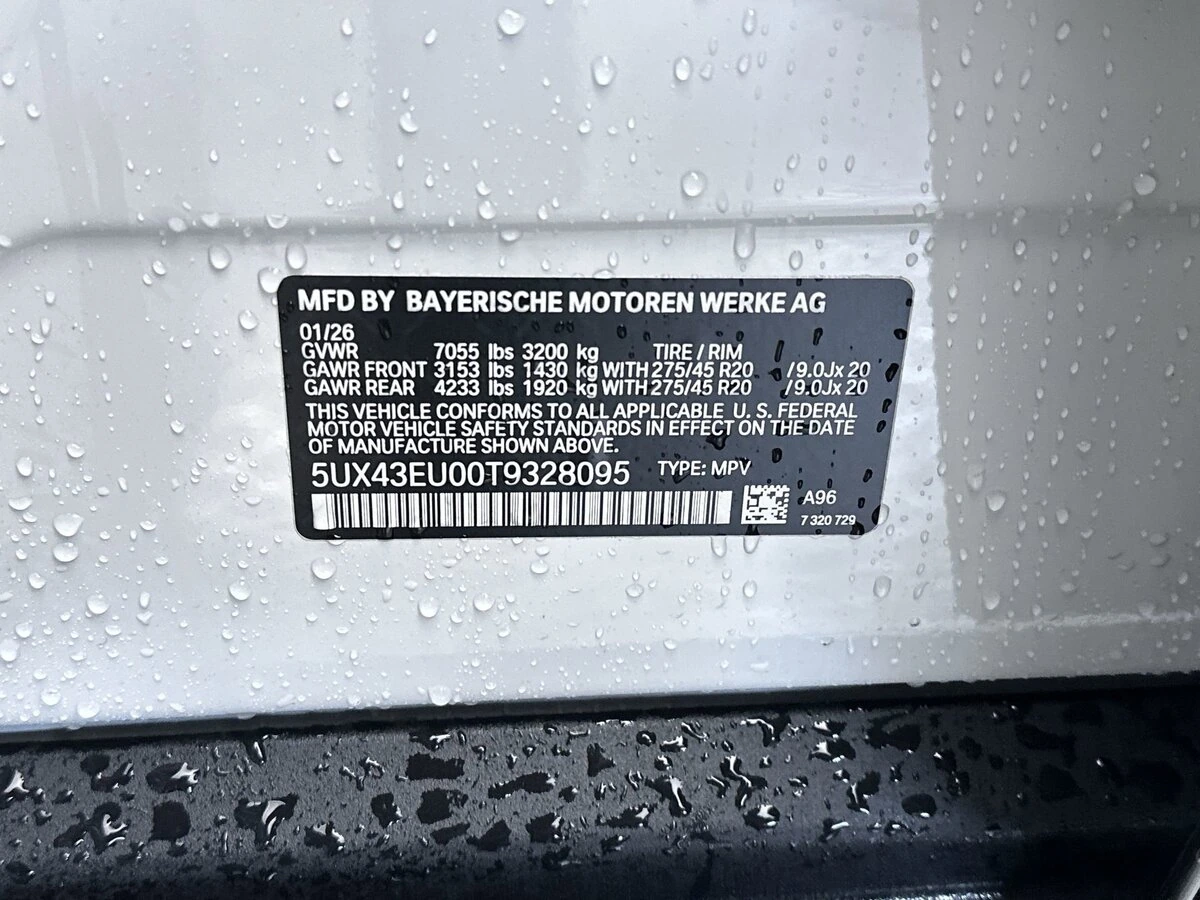 MFD BY BAYERISCHE MOTOREN WERKE AG
01/26
GVWR 7055 lbs 3200 kg TIRE / RIM
GAWR FRONT 3153 lbs 1430 kg WITH 275/45 R20 /9.0Jx 20
GAWR REAR 4233 lbs 1920 kg WITH 275/45 R20 /9.0Jx 20
THIS VEHICLE CONFORMS TO ALL APPLICABLE U. S. FEDERAL
MOTOR VEHICLE SAFETY STANDARDS IN EFFECT ON THE DATE
OF MANUFACTURE SHOWN ABOVE.
5UX43EU00T9328095 TYPE: MPV
A96
7 320 729